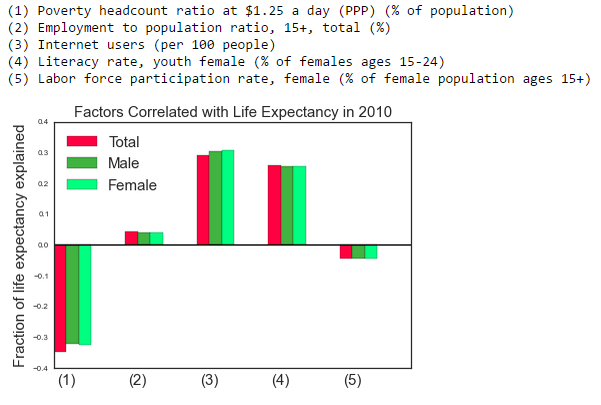 (1) Poverty headcount ratio at $1.25 a day (PPP) (% of population)
(2) Employment to population ratio, 15+, total (%)
(3) Internet users (per 100 people)
(4) Literacy rate, youth female (% of females ages 15-24)
(5) Labor force participation rate, female (% of female population ages 15+)
Factors Correlated with Life Expectancy in 2010
Fraction of life expectancy explained
0.4
0.3
0.2
0.1
0.0
−0.1
−0.2
−0.3
−0.4
Total
Male
Female
(1) (2) (3) (4) (5)